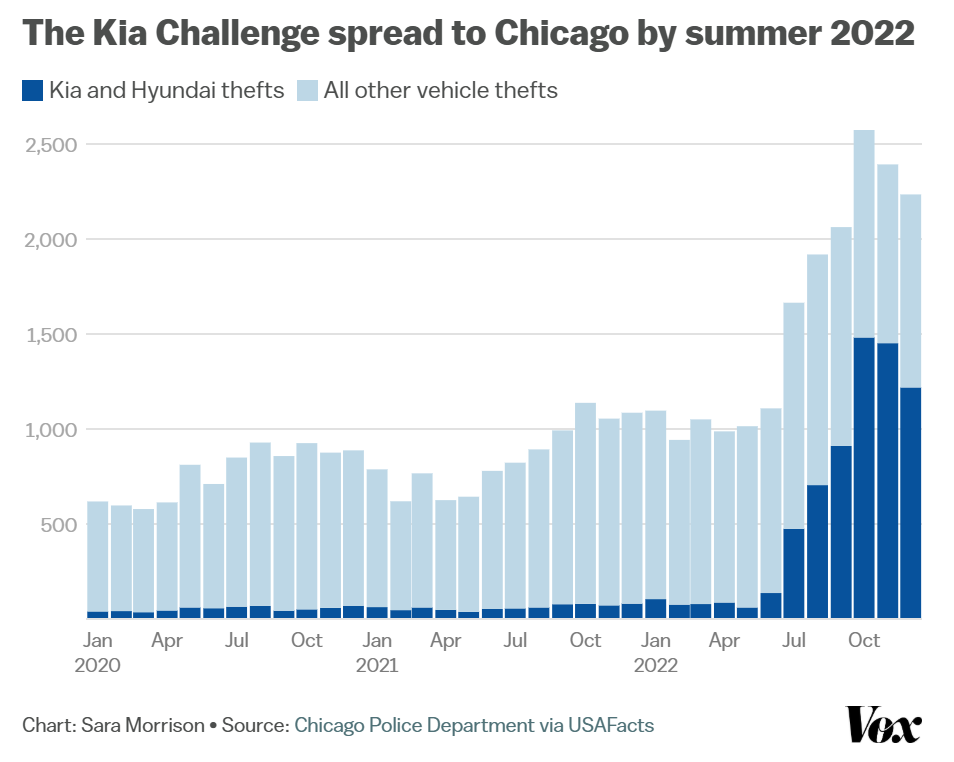 The Kia Challenge spread to Chicago by summer 2022
Kia and Hyundai thefts All other vehicle thefts
2,500
2,000
1,500
1,000
500
Jan Apr Jul Oct Jan Apr Jul Oct Jan Apr Jul Oct
2020 2021 2022
Chart: Sara Morrison • Source: Chicago Police Department via USAFacts
Vox